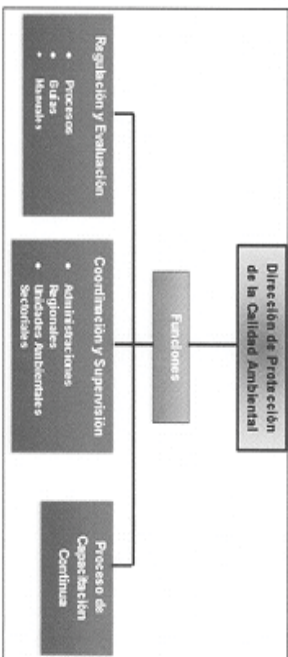 Dirección de Protección
de la Calidad Ambiental
Funciones
Regulación y Evaluación
• Procesos
• Guías
• Manuales
Coordinación y Supervisión
• Administraciones
Regionales
• Unidades Ambientales
Sectoriales
Proceso de
Capacitación
Continua